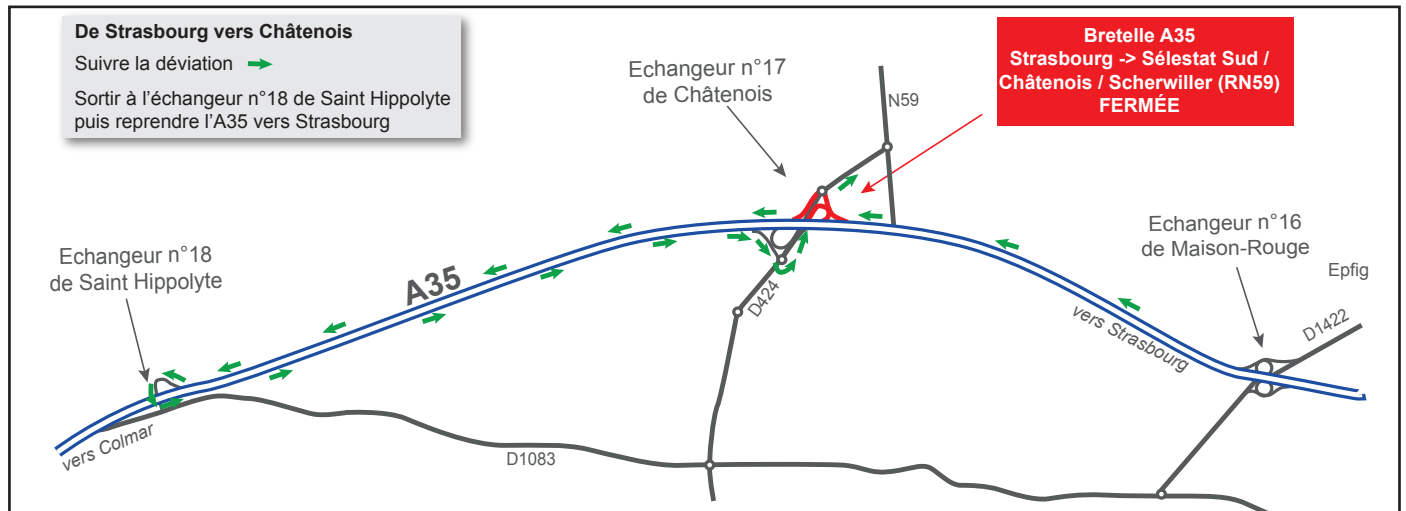 De Strasbourg vers Châtenois
Suivre la déviation
Sortir à l'échangeur n°18 de Saint Hippolyte
puis reprendre l'A35 vers Strasbourg
Bretelle A35
Strasbourg -> Sélestat Sud /
Châtenois / Scherwiller (RN59)
FERMÉE
Echangeur n°17
de Châtenois
N59
Echangeur n°16
de Maison-Rouge
Epfig
D1422
Echangeur n°18
de Saint Hippolyte
A35
D424
vers Strasbourg
vers Colmar
D1083